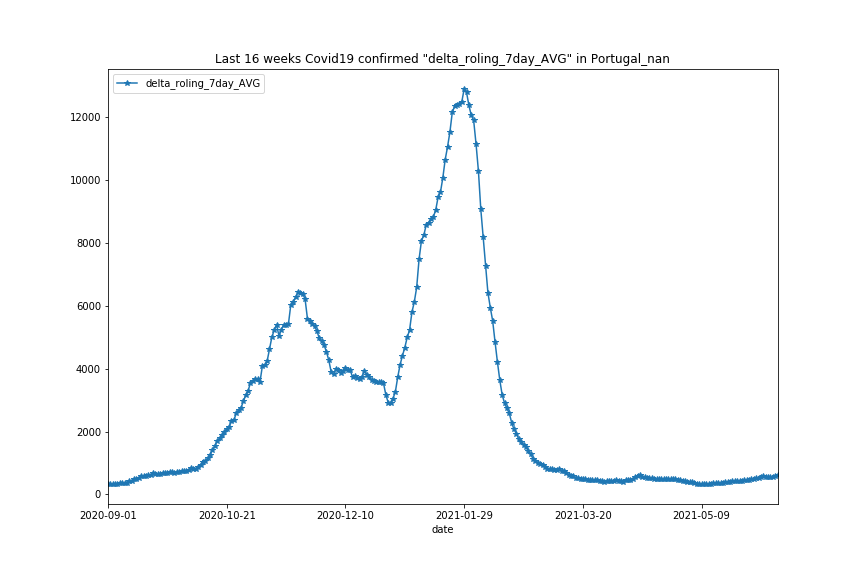 Last 16 weeks Covid19 confirmed "delta_roling_7day_AVG" in Portugal_nan
delta_roling_7day_AVG
12000
10000
8000
6000
4000
2000
0
2020-09-01 2020-10-21 2020-12-10 2021-01-29 2021-03-20 2021-05-09
date